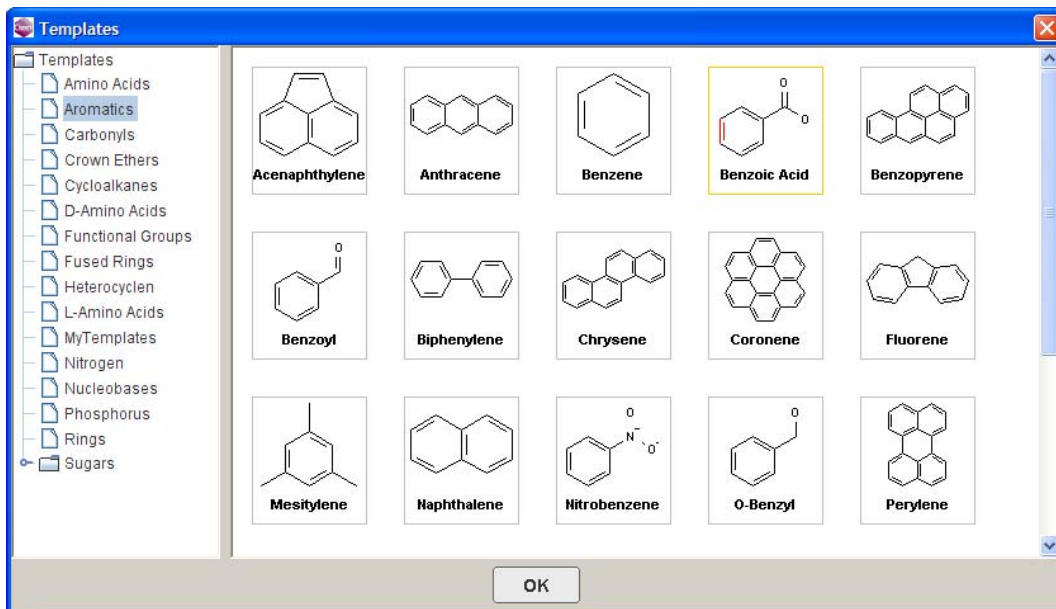 Templates
Templates
Amino Acids
Aromatics
Carbonyls
Crown Ethers
Cycloalkanes
D-Amino Acids
Functional Groups
Fused Rings
Heterocyclen
L-Amino Acids
MyTemplates
Nitrogen
Nucleobases
Phosphorus
Rings
Sugars
Acenaphthylene
Anthracene
Benzene
O
O
Benzoic Acid
Benzopyrene
O
Benzoyl
Biphenylene
Chrysene
Coronene
Fluorene
Mesitylene
Naphthalene
O
N-
O-
Nitrobenzene
O
O-Benzyl
Perylene
OK